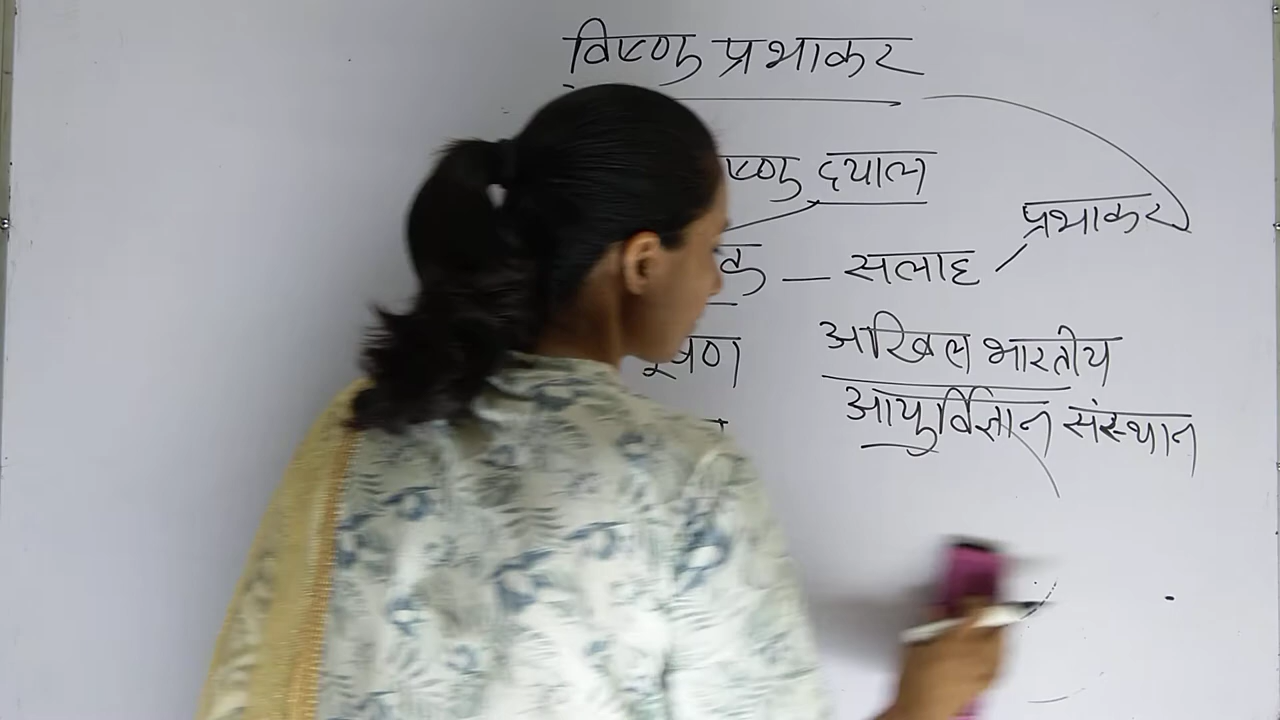 विष्णु प्रभाकर
दयाल
सलाह
प्रभाकर
अखिल भारतीय
आयुर्विज्ञान संस्थान